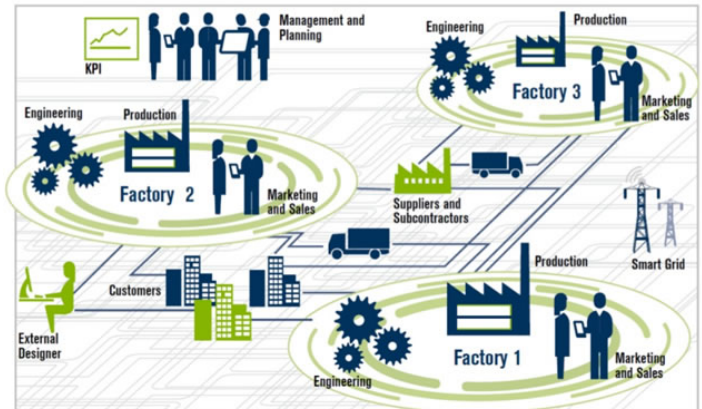 Management and
Planning
KPI
Engineering
Production
Factory 3
Marketing
and Sales
Engineering
Production
Factory 2
Marketing
and Sales
Suppliers and
Subcontractors
Smart Grid
Customers
External
Designer
Production
Factory 1
Engineering
Marketing
and Sales